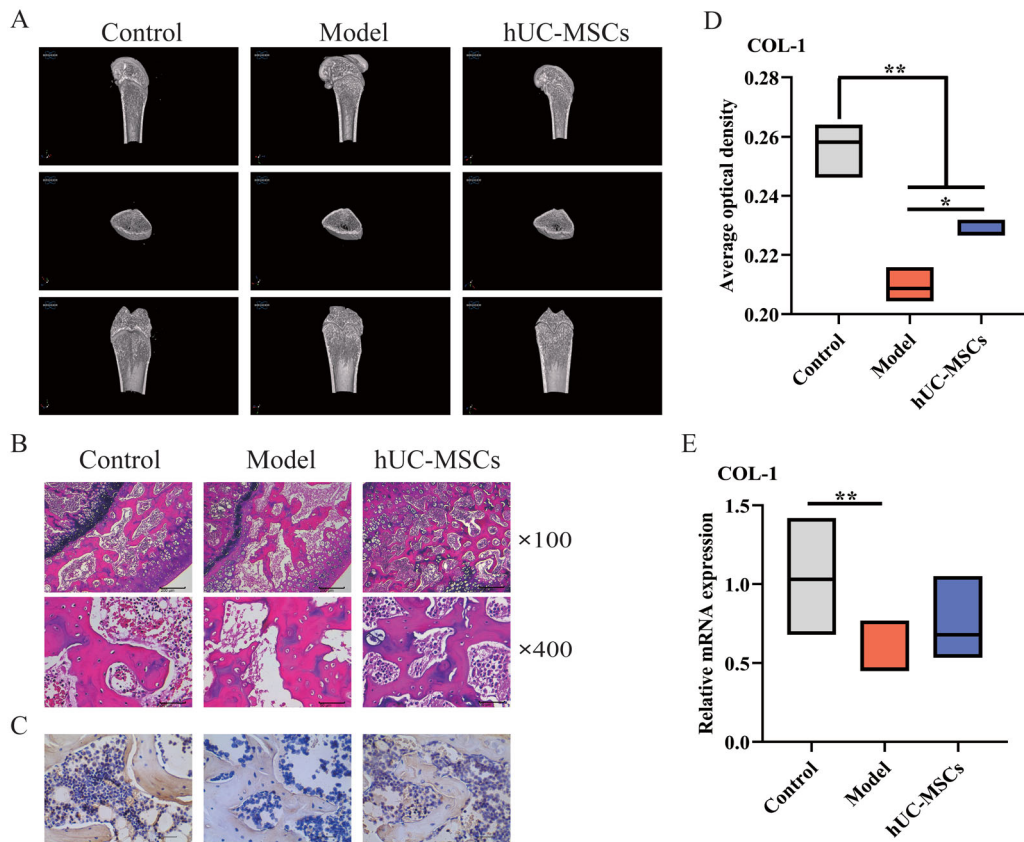 A
Control Model hUC-MSCs
B
Control Model hUC-MSCs
×100
×400
C
D
COL-1
Average optical density
0.28
0.26
0.24
0.22
0.20
**
*
Control
Model
hUC-MSCs
E
COL-1
Relative mRNA expression
1.5
1.0
0.5
0.0
**
Control
Model
hUC-MSCs